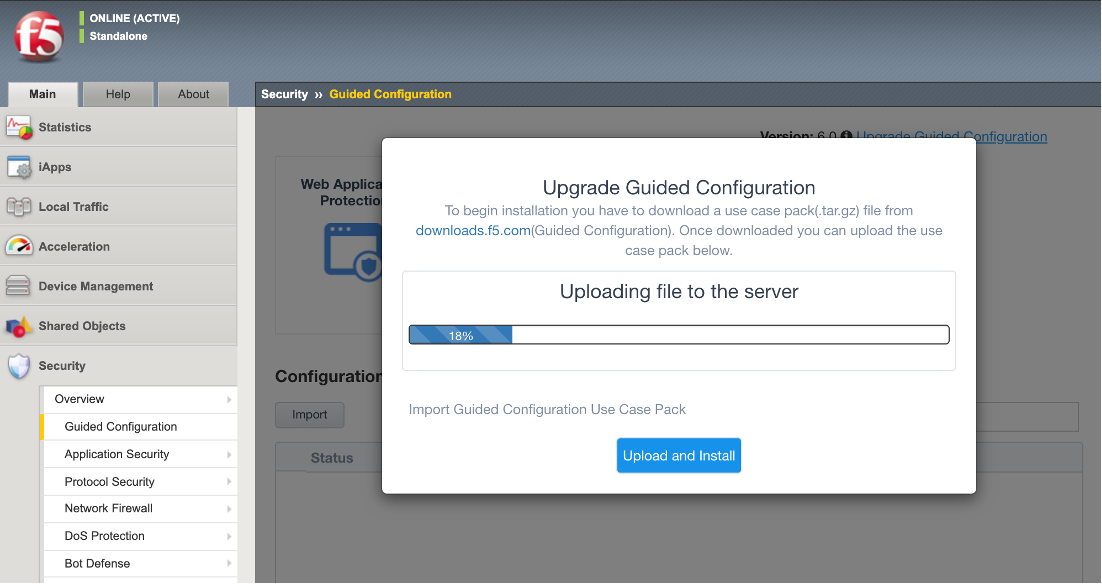 f5
ONLINE (ACTIVE)
Standalone
Main
Help
About
Security » Guided Configuration
Statistics
iApps
Local Traffic
Acceleration
Device Management
Shared Objects
Security
Overview
Guided Configuration
Application Security
Protocol Security
Network Firewall
DoS Protection
Bot Defense
Version: 6.0 Upgrade Guided Configuration
Web Applica
Protectio
Configuration
Import
Status
Upgrade Guided Configuration
To begin installation you have to download a use case pack(.tar.gz) file from
downloads.f5.com(Guided Configuration). Once downloaded you can upload the use
case pack below.
Uploading file to the server
18%
Import Guided Configuration Use Case Pack
Upload and Install